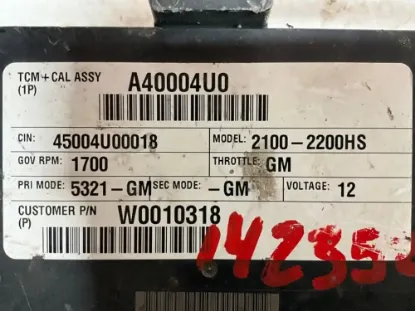 TCM+CAL ASSY A40004U0
(1P)
CIN: 45004U00018 MODEL: 2100-2200HS
GOV RPM: 1700 THROTTLE: GM
PRI MODE: 5321-GM SEC MODE: -GM VOLTAGE: 12
CUSTOMER P/N W0010318
(P)